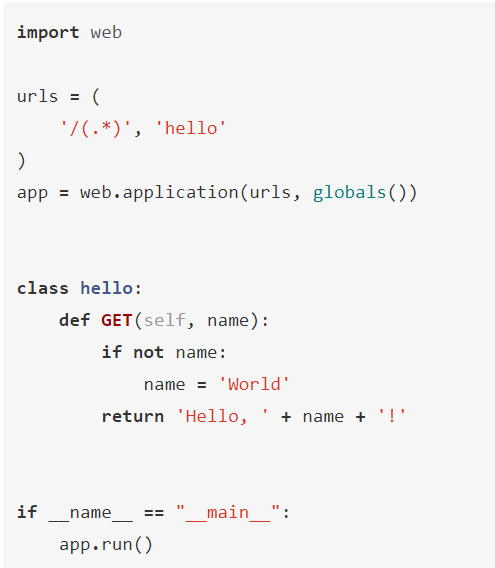 import web
urls = (
    '/(.*)', 'hello'
)
app = web.application(urls, globals())
class hello:
    def GET(self, name):
        if not name:
            name = 'World'
        return 'Hello, ' + name + '!'
if __name__ == "__main__":
    app.run()